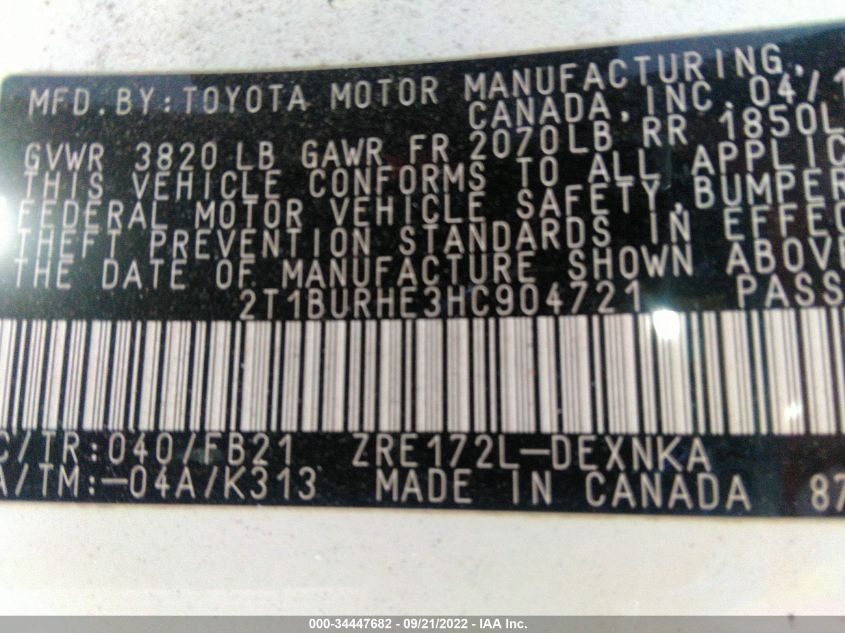 MFD.BY:TOYOTA MOTOR MANUFACTURING,
CANADA, INC. 04/1
GVWR 3820 LB GAWR FR 2070LB RR 1850L
THIS VEHICLE CONFORMS TO ALL APPLIC
FEDERAL MOTOR VEHICLE SAFETY, BUMPER
THEFT PREVENTION STANDARDS IN EFFEC
THE DATE OF MANUFACTURE SHOWN ABOVE
2T1BURHE3HC904721 PASS
C/TR:040/FB21 ZRE172L-DEXNKA
A/TM:-04A/K313 MADE IN CANADA 87
000-34447682 - 09/21/2022 - IAA Inc.